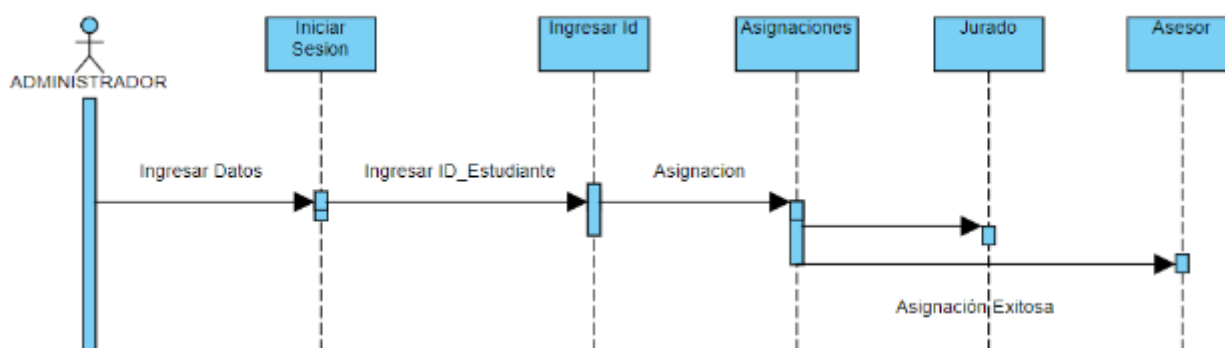 Iniciar
Sesion
Ingresar Id
Asignaciones
Jurado
Asesor
ADMINISTRADOR
Ingresar Datos
Ingresar ID_Estudiante
Asignacion
Asignación Exitosa